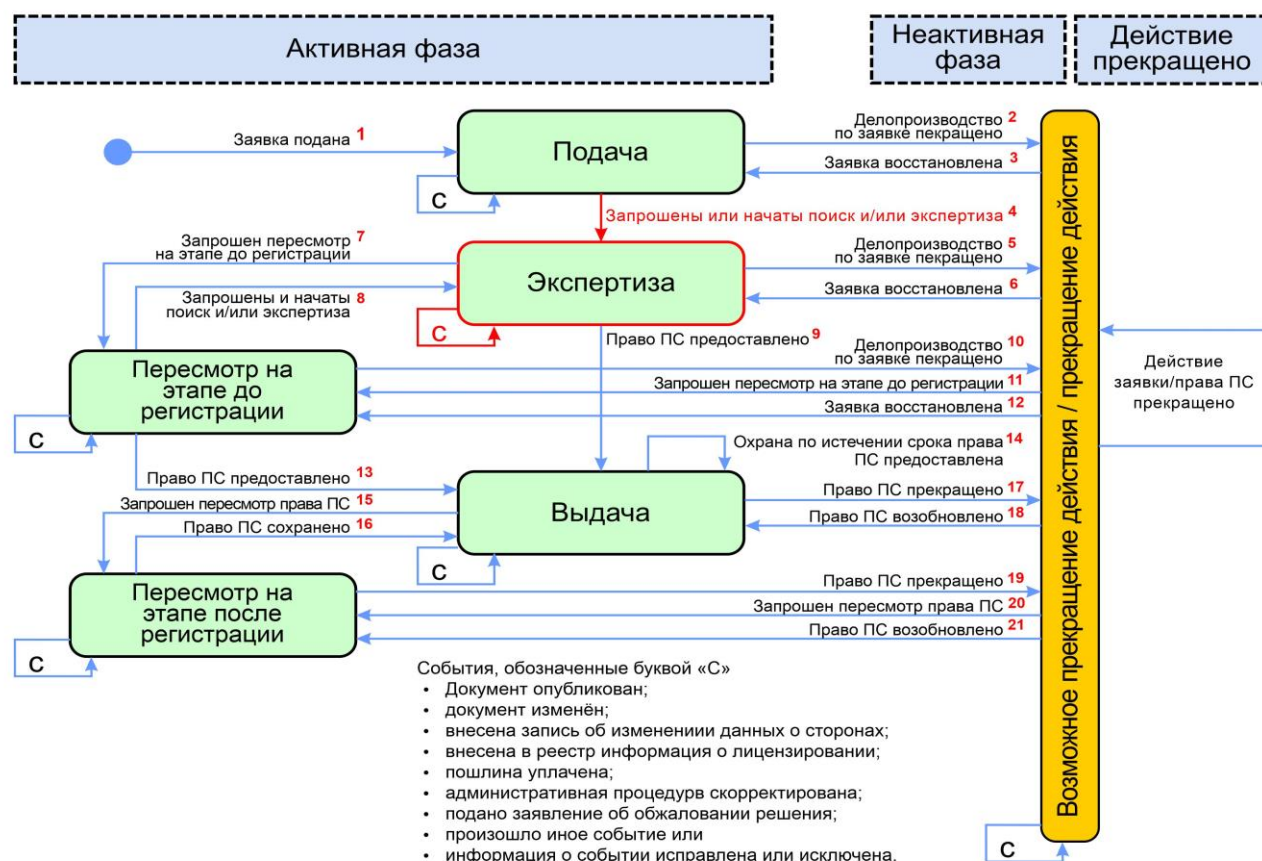 Активная фаза
Неактивная
фаза
Действие
прекращено
Заявка подана 1
Подача
Делопроизводство 2
по заявке пекращено
Заявка восстановлена 3
С
Запрошены или начаты поиск и/или экспертиза 4
Запрошен пересмотр 7
на этапе до регистрации
Экспертиза
Делопроизводство 5
по заявке пекращено
Запрошены и начаты 8
поиск и/или экспертиза
Заявка восстановлена 6
С
Право ПС предоставлено 9
Делопроизводство 10
по заявке пекращено
Пересмотр на
этапе до
регистрации
Запрошен пересмотр на этапе до регистрации 11
Заявка восстановлена 12
С
Действие
заявки/права ПС
прекращено
Охрана по истечении срока права 14
ПС предоставлена
Право ПС предоставлено 13
Запрошен пересмотр права ПС 15
Право ПС сохранено 16
Выдача
Право ПС прекращено 17
Право ПС возобновлено 18
С
Пересмотр на
этапе после
регистрации
Право ПС прекращено 19
Запрошен пересмотр права ПС 20
Право ПС возобновлено 21
С
Возможное прекращение действия / прекращение действия
События, обозначенные буквой «С»
• Документ опубликован;
• документ изменён;
• внесена запись об изменениии данных о сторонах;
• внесена в реестр информация о лицензировании;
• пошлина уплачена;
• административная процедурв скорректирована;
• подано заявление об обжаловании решения;
• произошло иное событие или
• информация о событии исправлена или исключена.
С